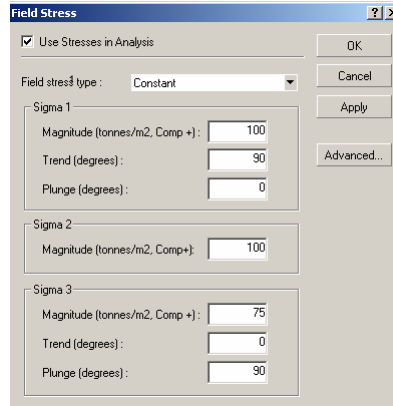 Field Stress
Use Stresses in Analysis
OK
Field stress type : Constant
Cancel
Sigma 1
Apply
Magnitude (tonnes/m2, Comp +) : 100
Trend (degrees) : 90
Advanced...
Plunge (degrees) : 0
Sigma 2
Magnitude (tonnes/m2, Comp+): 100
Sigma 3
Magnitude (tonnes/m2, Comp +) : 75
Trend (degrees) : 0
Plunge (degrees) : 90